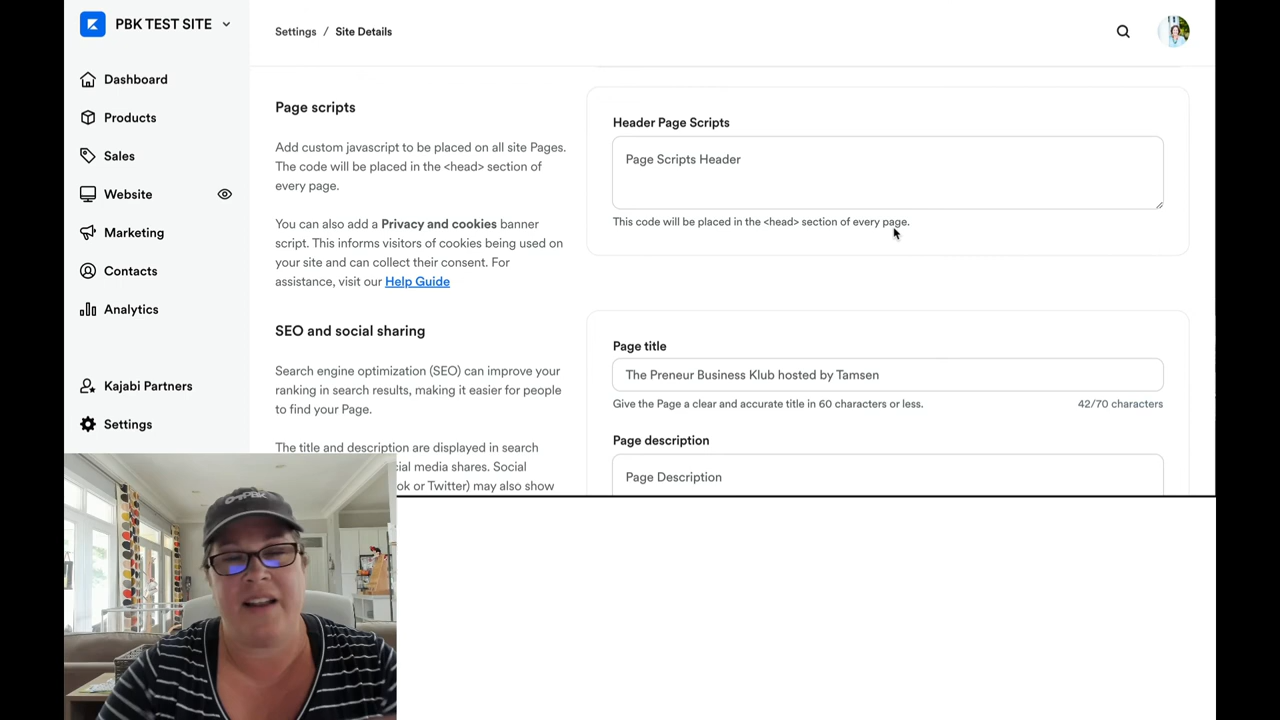 PBK TEST SITE
Dashboard
Products
Sales
Website
Marketing
Contacts
Analytics
Kajabi Partners
Settings
Settings / Site Details
Page scripts
Add custom javascript to be placed on all site Pages.
The code will be placed in the <head> section of
every page.
You can also add a Privacy and cookies banner
script. This informs visitors of cookies being used on
your site and can collect their consent. For
assistance, visit our Help Guide
Header Page Scripts
Page Scripts Header
This code will be placed in the <head> section of every page.
SEO and social sharing
Search engine optimization (SEO) can improve your
ranking in search results, making it easier for people
to find your Page.
The title and description are displayed in search
cial media shares. Social
ok or Twitter) may also show
Page title
The Preneur Business Klub hosted by Tamsen
Give the Page a clear and accurate title in 60 characters or less.
42/70 characters
Page description
Page Description
PBK